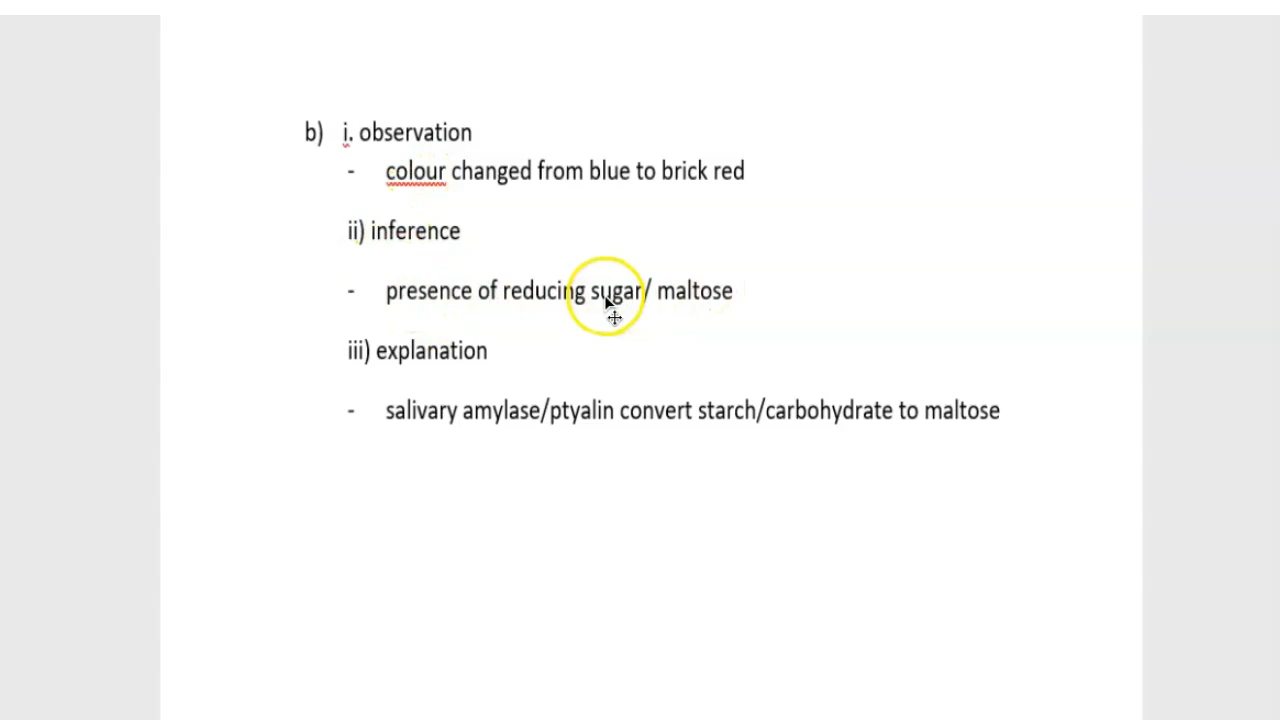 b) i. observation
- colour changed from blue to brick red
ii) inference
- presence of reducing sugar/ maltose
iii) explanation
- salivary amylase/ptyalin convert starch/carbohydrate to maltose